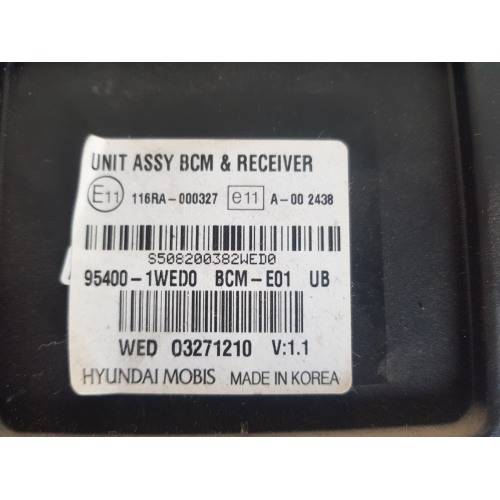 UNIT ASSY BCM & RECEIVER
E11 116RA-000327 e11 A-00 2438
S508200382WED0
95400-1WED0 BCM-E01 UB
WED 03271210 V:1.1
HYUNDAI MOBIS MADE IN KOREA